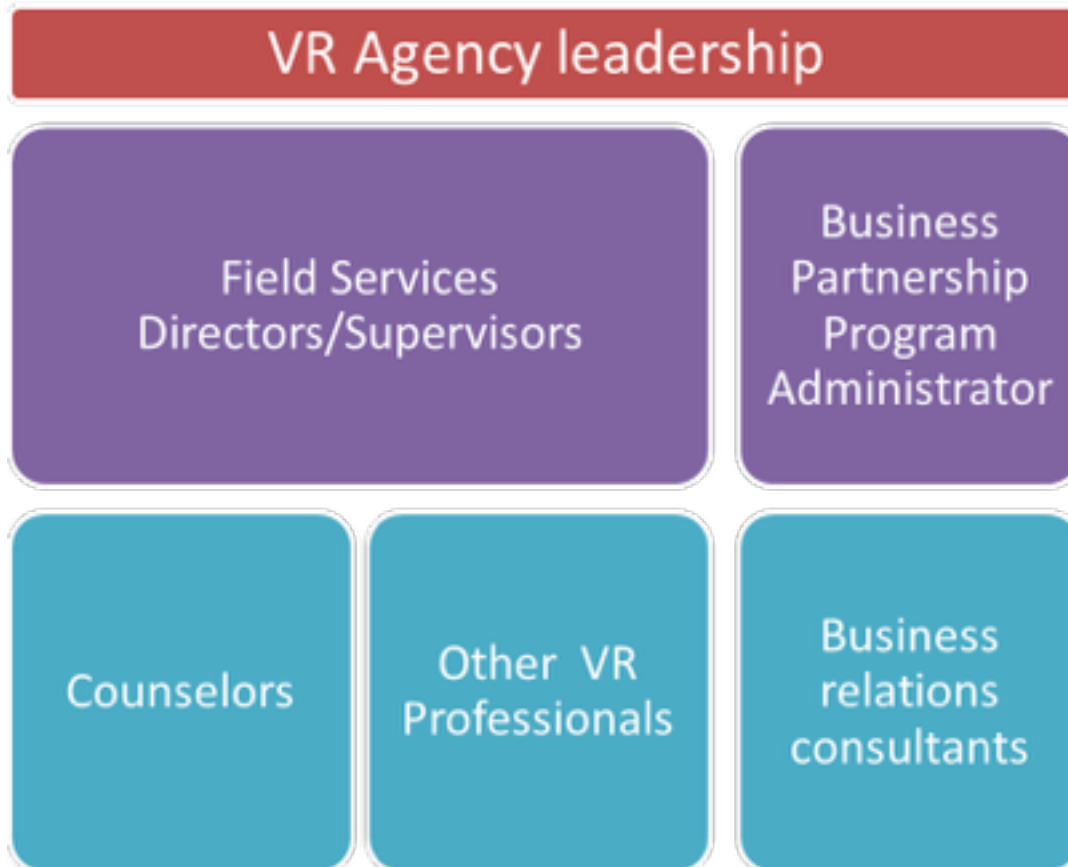 VR Agency leadership
Field Services
Directors/Supervisors
Business
Partnership
Program
Administrator
Counselors
Other  VR
Professionals
Business
relations
consultants